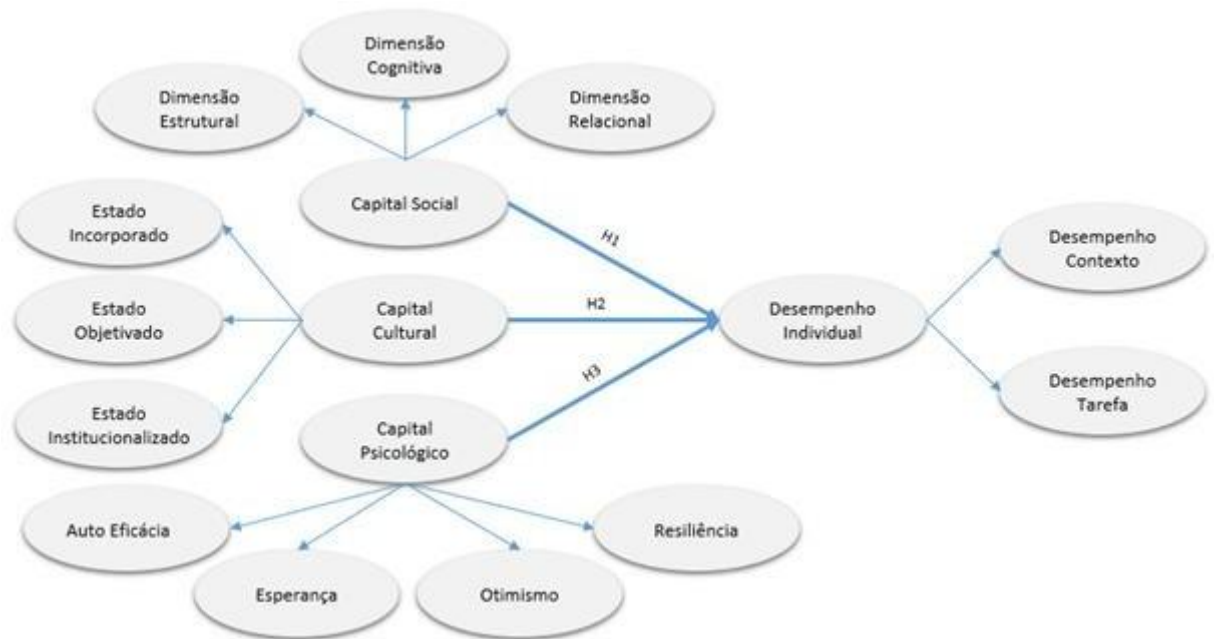 Dimensão
Cognitiva
Dimensão
Estrutural
Dimensão
Relacional
Capital Social
Estado
Incorporado
H1
Desempenho
Contexto
Estado
Objetivado
Capital
Cultural
H2
Desempenho
Individual
H3
Desempenho
Tarefa
Estado
Institucionalizado
Capital
Psicológico
Auto Eficácia
Resiliência
Esperança
Otimismo